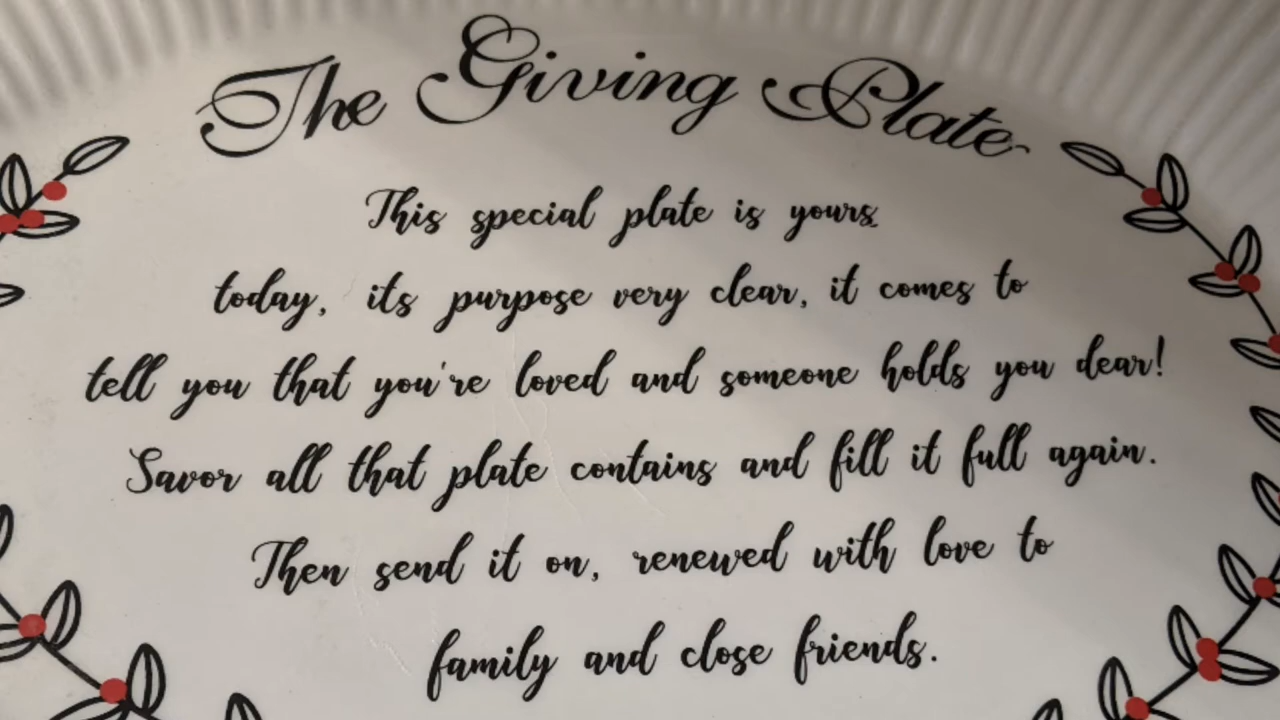 The Giving Plate
This special plate is yours
today, its purpose very clear, it comes to
tell you that you're loved and someone holds you dear!
Savor all that plate contains and fill it full again.
Then send it on, renewed with love to
family and close friends.